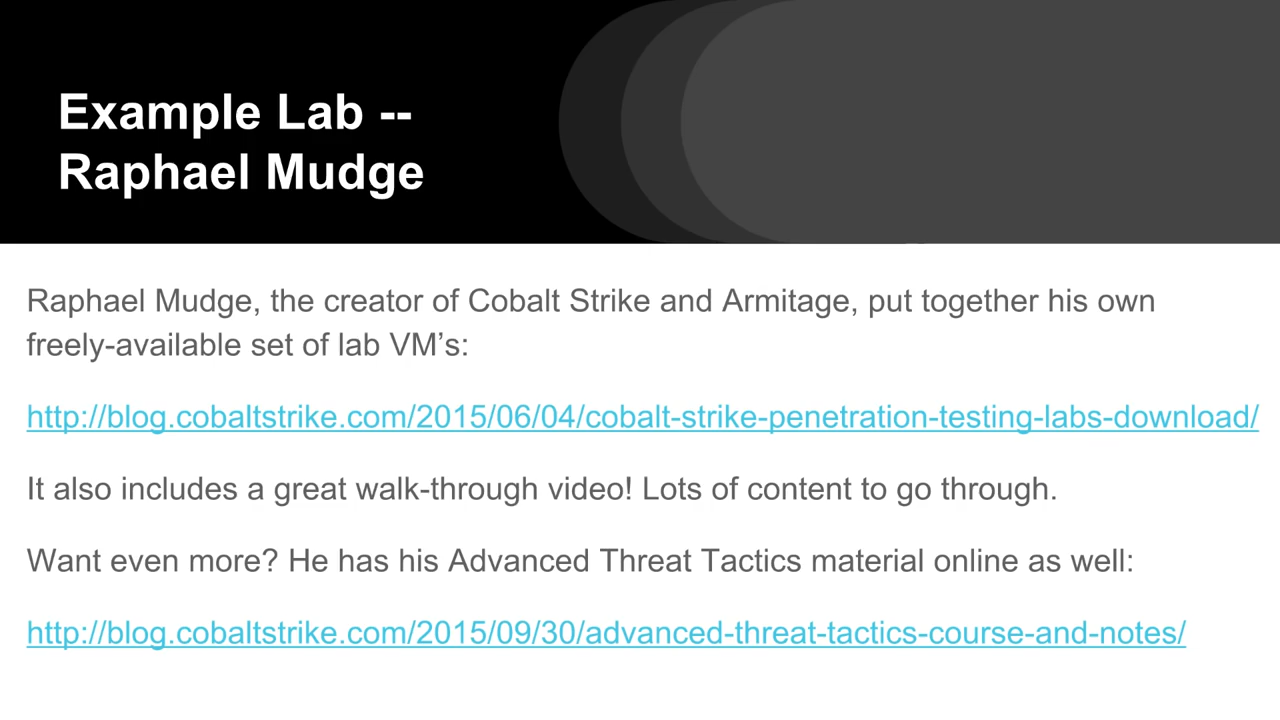 Example Lab --
Raphael Mudge
Raphael Mudge, the creator of Cobalt Strike and Armitage, put together his own
freely-available set of lab VM’s:
http://blog.cobaltstrike.com/2015/06/04/cobalt-strike-penetration-testing-labs-download/
It also includes a great walk-through video! Lots of content to go through.
Want even more? He has his Advanced Threat Tactics material online as well:
http://blog.cobaltstrike.com/2015/09/30/advanced-threat-tactics-course-and-notes/